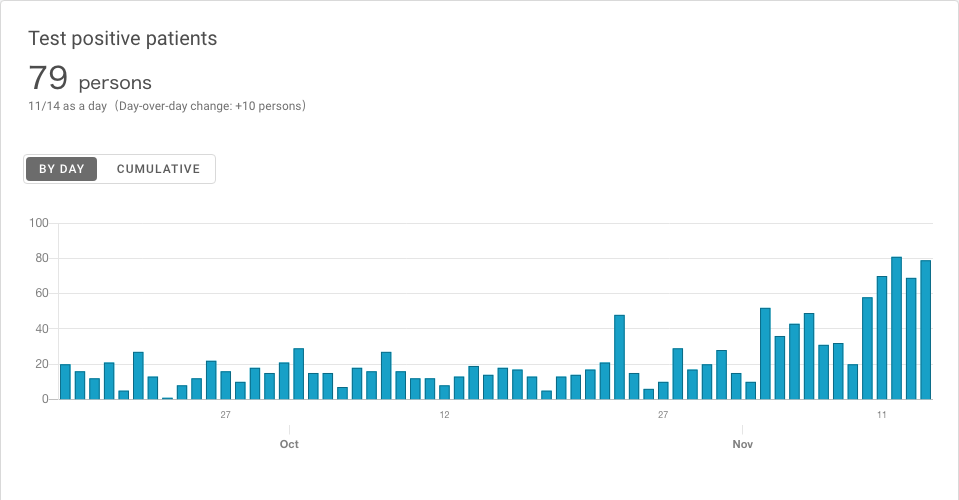 Test positive patients
79 persons
11/14 as a day（Day-over-day change: +10 persons）
BY DAY CUMULATIVE
100
80
60
40
20
0
27 12 27 11
Oct Nov